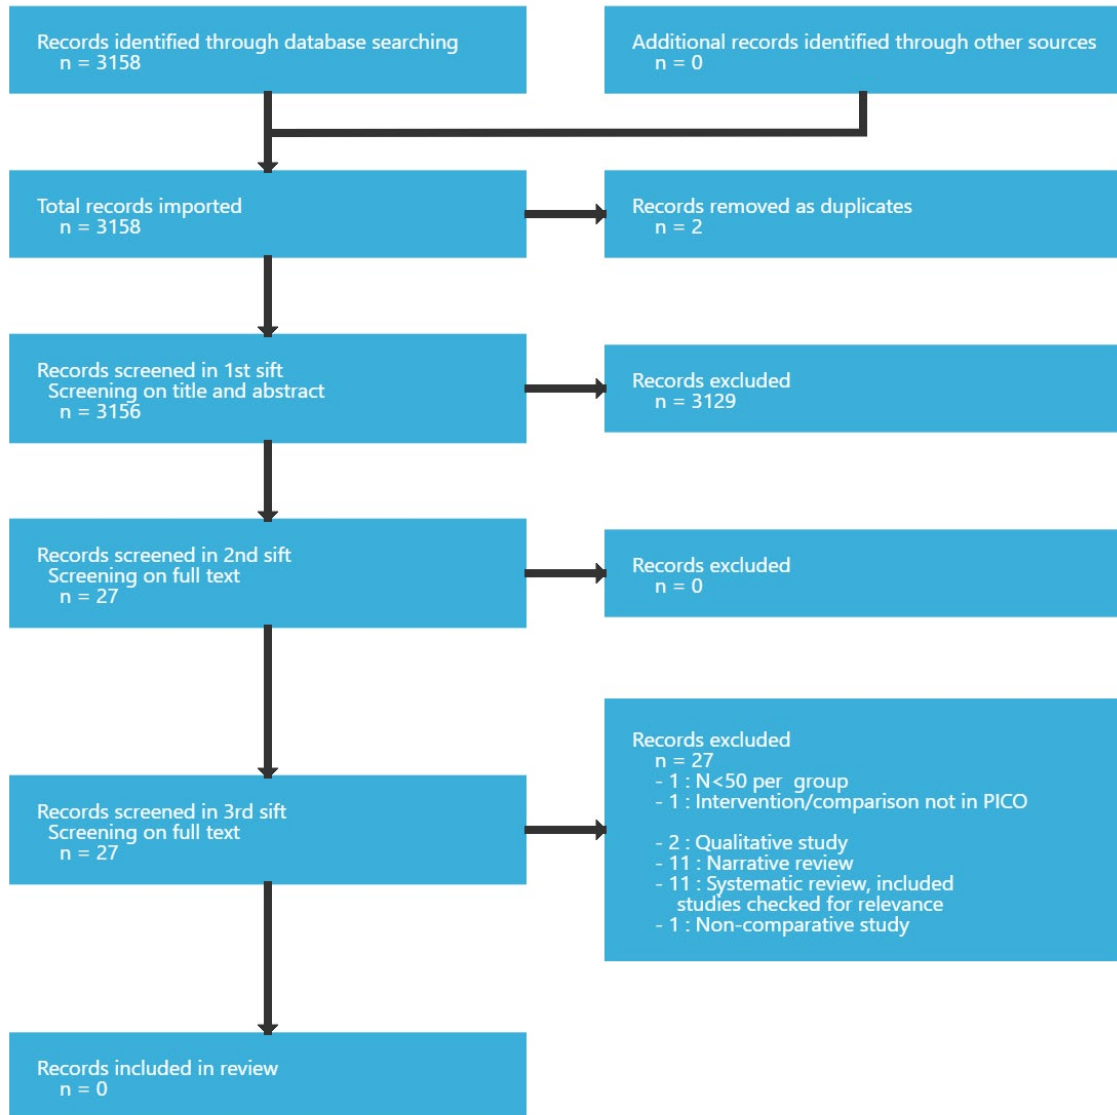 Records identified through database searching
n = 3158
Additional records identified through other sources
n = 0
Total records imported
n = 3158
Records removed as duplicates
n = 2
Records screened in 1st sift
Screening on title and abstract
n = 3156
Records excluded
n = 3129
Records screened in 2nd sift
Screening on full text
n = 27
Records excluded
n = 0
Records screened in 3rd sift
Screening on full text
n = 27
Records excluded
n = 27
- 1 : N<50 per group
- 1 : Intervention/comparison not in PICO
- 2 : Qualitative study
- 11 : Narrative review
- 11 : Systematic review, included
studies checked for relevance
- 1 : Non-comparative study
Records included in review
n = 0